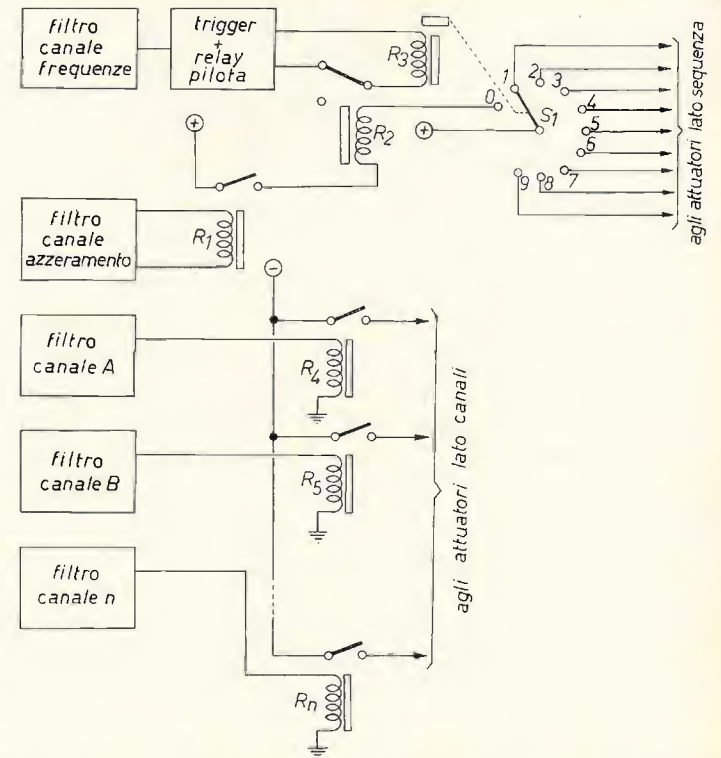 filtro
canale
frequenze
trigger
+
relay
pilota
R3
R2
+
+
0
1
2
3
4
5
6
7
8
9
S1
agli attuatori lato sequenza
filtro
canale
azzeramento
R1
−
filtro
canale A
R4
filtro
canale B
R5
filtro
canale n
Rn
agli attuatori lato canali